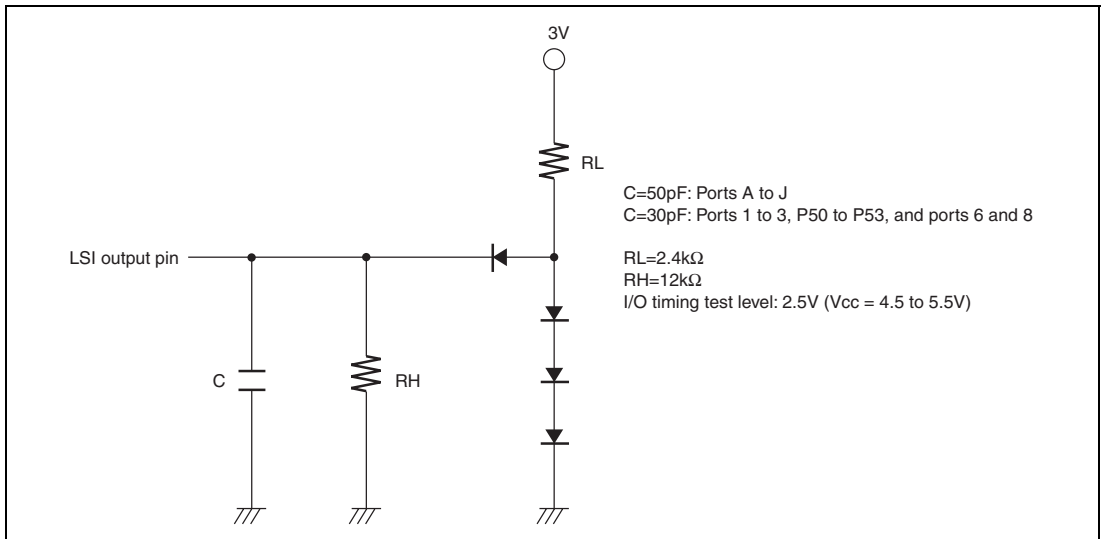 3V
RL
C=50pF: Ports A to J
C=30pF: Ports 1 to 3, P50 to P53, and ports 6 and 8
LSI output pin
RL=2.4kΩ
RH=12kΩ
I/O timing test level: 2.5V (Vcc = 4.5 to 5.5V)
C
RH